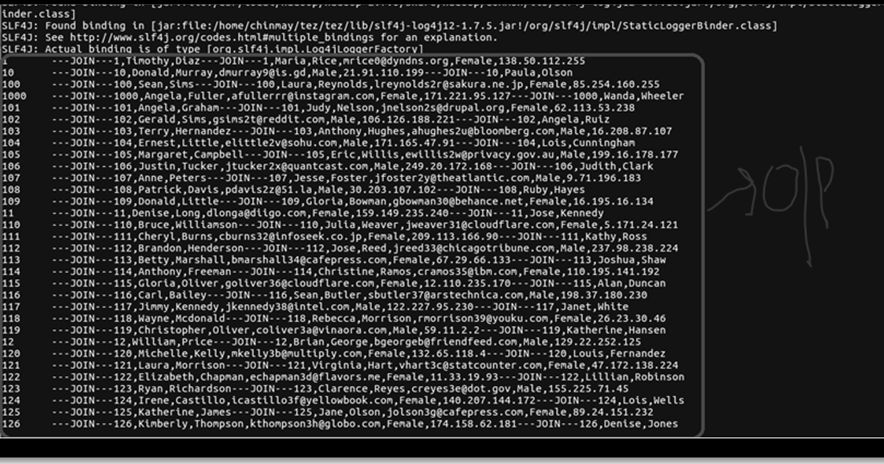 inder.class]
SLF4J: Found binding in [jar:file:/home/chinmay/tez/tez/lib/slf4j-log4j12-1.7.5.jar!/org/slf4j/impl/StaticLoggerBinder.class]
SLF4J: See http://www.slf4j.org/codes.html#multiple_bindings for an explanation.
SLF4J: Actual binding is of type [org.slf4j.impl.Log4jLoggerFactory]
1 ---JOIN---1,Timothy,Diaz---JOIN---1,Maria,Rice,mrice0@dyndns.org,Female,138.50.112.255
10 ---JOIN---10,Donald,Murray,dmurray9@is.gd,Male,21.91.110.199---JOIN---10,Paula,Olson
100 ---JOIN---100,Sean,Sims---JOIN---100,Laura,Reynolds,lreynolds2r@sakura.ne.jp,Female,85.254.160.255
1000 ---JOIN---1000,Angela,Fuller,afullerrr@instagram.com,Female,171.221.95.127---JOIN---1000,Wanda,Wheeler
101 ---JOIN---101,Angela,Graham---JOIN---101,Judy,Nelson,jnelson2s@drupal.org,Female,62.113.53.238
102 ---JOIN---102,Gerald,Sims,gsims2t@reddit.com,Male,106.126.188.221---JOIN---102,Angela,Ruiz
103 ---JOIN---103,Terry,Hernandez---JOIN---103,Anthony,Hughes,ahughes2u@bloomberg.com,Male,16.208.87.107
104 ---JOIN---104,Ernest,Little,elittle2v@sohu.com,Male,171.165.47.91---JOIN---104,Lois,Cunningham
105 ---JOIN---105,Margaret,Campbell---JOIN---105,Eric,Willis,ewillis2w@privacy.gov.au,Male,199.16.178.177
106 ---JOIN---106,Justin,Tucker,jtucker2x@quantcast.com,Male,249.20.172.168---JOIN---106,Judith,Clark
107 ---JOIN---107,Anne,Peters---JOIN---107,Jesse,Foster,jfoster2y@theatlantic.com,Male,9.71.196.183
108 ---JOIN---108,Patrick,Davis,pdavis2z@51.la,Male,30.203.107.102---JOIN---108,Ruby,Hayes
109 ---JOIN---109,Donald,Little---JOIN---109,Gloria,Bowman,gbowman30@behance.net,Female,16.195.16.134
11 ---JOIN---11,Denise,Long,dlonga@diigo.com,Female,159.149.235.240---JOIN---11,Jose,Kennedy
110 ---JOIN---110,Bruce,Williamson---JOIN---110,Julia,Weaver,jweaver31@cloudflare.com,Female,5.171.24.121
111 ---JOIN---111,Cheryl,Burns,cburns32@infoseek.co.jp,Female,209.113.166.90---JOIN---111,Kathy,Ross
112 ---JOIN---112,Brandon,Henderson---JOIN---112,Jose,Reed,jreed33@chicagotribune.com,Male,237.98.238.224
113 ---JOIN---113,Betty,Marshall,bmarshall34@cafepress.com,Female,67.29.66.133---JOIN---113,Joshua,Shaw
114 ---JOIN---114,Anthony,Freeman---JOIN---114,Christine,Ramos,cramos35@ibm.com,Female,110.195.141.192
115 ---JOIN---115,Gloria,Oliver,goliver36@cloudflare.com,Female,12.110.235.170---JOIN---115,Alan,Duncan
116 ---JOIN---116,Carl,Bailey---JOIN---116,Sean,Butler,sbutler37@arstechnica.com,Male,198.37.180.230
117 ---JOIN---117,Jimmy,Kennedy,jkennedy38@intel.com,Male,122.227.95.230---JOIN---117,Janet,White
118 ---JOIN---118,Wayne,Mcdonald---JOIN---118,Rebecca,Morrison,rmorrison39@youku.com,Female,26.23.30.46
119 ---JOIN---119,Christopher,Oliver,coliver3a@vinaora.com,Male,59.11.2.2---JOIN---119,Katherine,Hansen
12 ---JOIN---12,William,Price---JOIN---12,Brian,George,bgeorgeb@friendfeed.com,Male,129.22.252.125
120 ---JOIN---120,Michelle,Kelly,mkelly3b@multiply.com,Female,132.65.118.4---JOIN---120,Louis,Fernandez
121 ---JOIN---121,Laura,Morrison---JOIN---121,Virginia,Hart,vhart3c@statcounter.com,Female,47.172.138.224
122 ---JOIN---122,Elizabeth,Chapman,echapman3d@flavors.me,Female,11.33.19.93---JOIN---122,Lillian,Robinson
123 ---JOIN---123,Ryan,Richardson---JOIN---123,Clarence,Reyes,creyes3e@dot.gov,Male,155.225.71.45
124 ---JOIN---124,Irene,Castillo,icastillo3f@yellowbook.com,Female,140.207.144.172---JOIN---124,Lois,Wells
125 ---JOIN---125,Katherine,James---JOIN---125,Jane,Olson,jolson3g@cafepress.com,Female,89.24.151.232
126 ---JOIN---126,Kimberly,Thompson,kthompson3h@globo.com,Female,174.158.62.181---JOIN---126,Denise,Jones
O/P